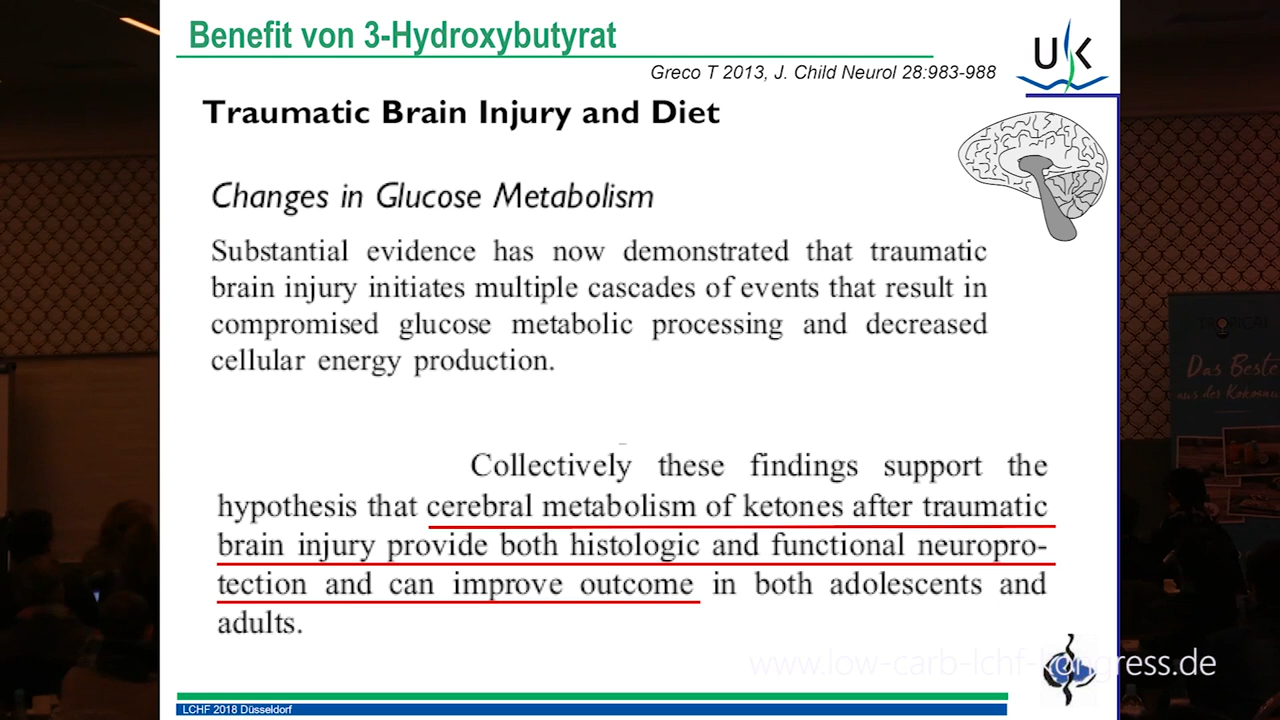 Benefit von 3-Hydroxybutyrat
Greco T 2013, J. Child Neurol 28:983-988
UK
Traumatic Brain Injury and Diet
Changes in Glucose Metabolism
Substantial evidence has now demonstrated that traumatic
brain injury initiates multiple cascades of events that result in
compromised glucose metabolic processing and decreased
cellular energy production.
Collectively these findings support the
hypothesis that cerebral metabolism of ketones after traumatic
brain injury provide both histologic and functional neuropro-
tection and can improve outcome in both adolescents and
adults.
www.low-carb-lchf-kongress.de
LCHF 2018 Düsseldorf
Das Beste
aus der